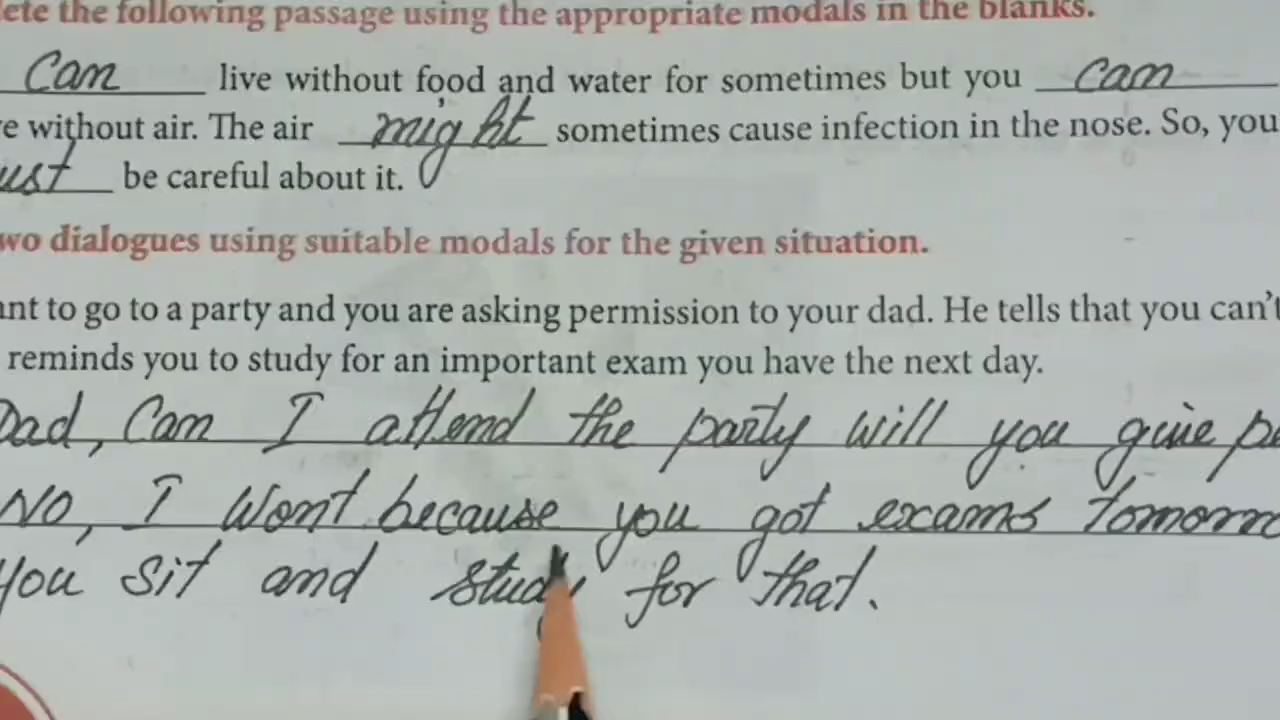 ete the following passage using the appropriate modals in the blanks.
Can live without food and water for sometimes but you can
e without air. The air might sometimes cause infection in the nose. So, you
ust be careful about it.
wo dialogues using suitable modals for the given situation.
ant to go to a party and you are asking permission to your dad. He tells that you can't
reminds you to study for an important exam you have the next day.
Dad, Can I attend the party will you give pe
No, I Won't because you got exams tomorro
You sit and study for that.